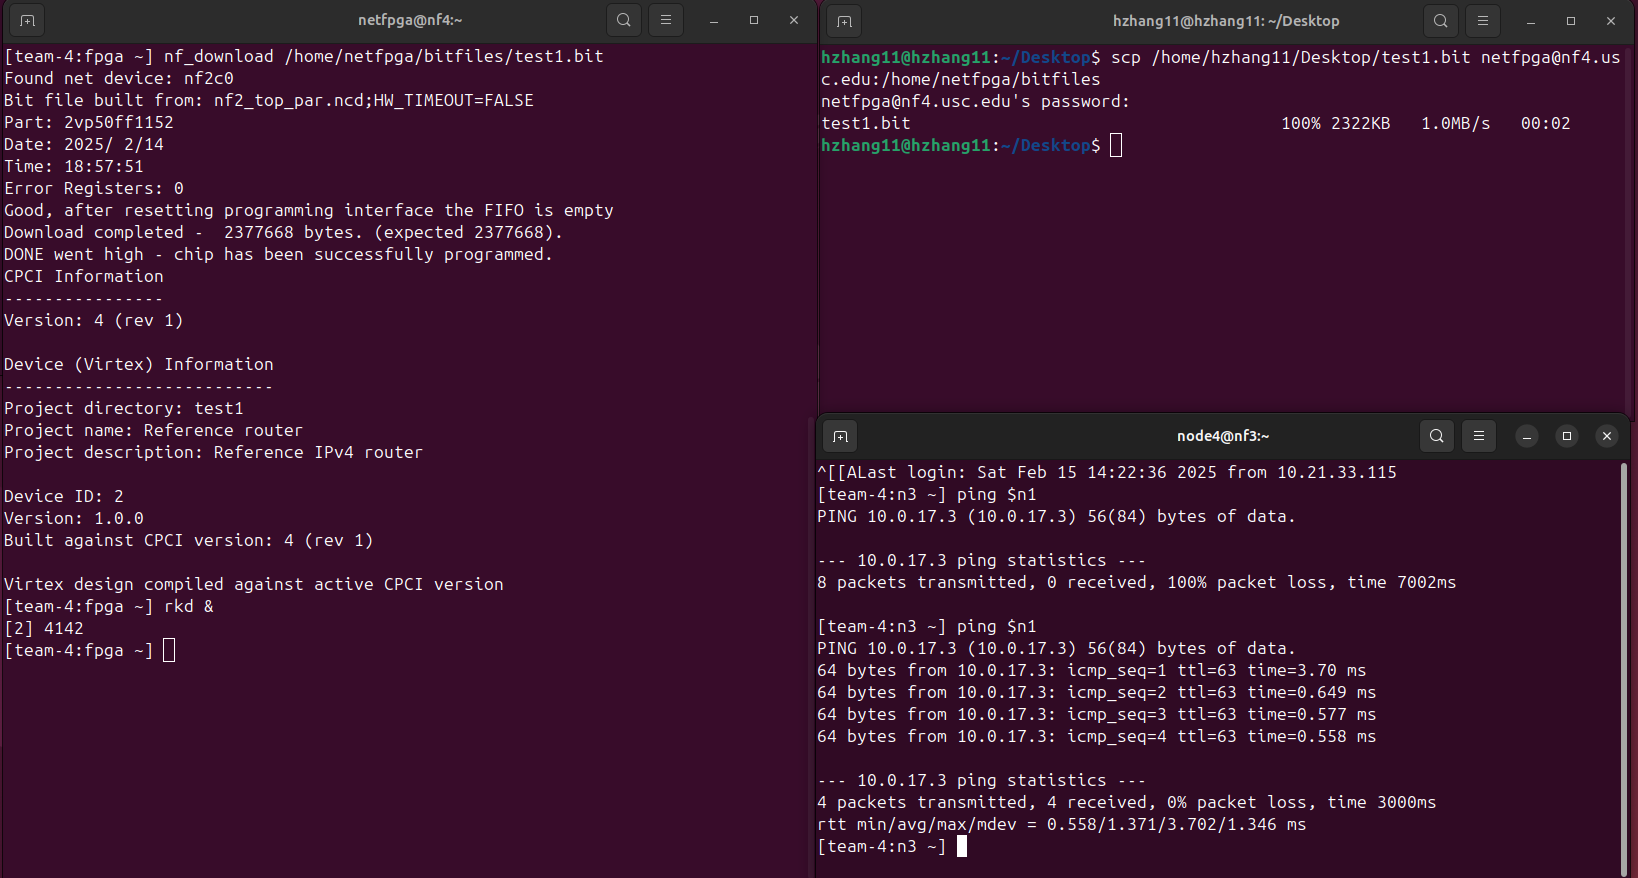 netfpga@nf4:~
[team-4:fpga ~] nf_download /home/netfpga/bitfiles/test1.bit
Found net device: nf2c0
Bit file built from: nf2_top_par.ncd;HW_TIMEOUT=FALSE
Part: 2vp50ff1152
Date: 2025/ 2/14
Time: 18:57:51
Error Registers: 0
Good, after resetting programming interface the FIFO is empty
Download completed -  2377668 bytes. (expected 2377668).
DONE went high - chip has been successfully programmed.
CPCI Information
----------------
Version: 4 (rev 1)

Device (Virtex) Information
---------------------------
Project directory: test1
Project name: Reference router
Project description: Reference IPv4 router

Device ID: 2
Version: 1.0.0
Built against CPCI version: 4 (rev 1)

Virtex design compiled against active CPCI version
[team-4:fpga ~] rkd &
[2] 4142
[team-4:fpga ~]
hzhang11@hzhang11: ~/Desktop
hzhang11@hzhang11:~/Desktop$ scp /home/hzhang11/Desktop/test1.bit netfpga@nf4.us
c.edu:/home/netfpga/bitfiles
netfpga@nf4.usc.edu's password:
test1.bit                                     100% 2322KB   1.0MB/s   00:02
hzhang11@hzhang11:~/Desktop$
node4@nf3:~
^[[ALast login: Sat Feb 15 14:22:36 2025 from 10.21.33.115
[team-4:n3 ~] ping $n1
PING 10.0.17.3 (10.0.17.3) 56(84) bytes of data.

--- 10.0.17.3 ping statistics ---
8 packets transmitted, 0 received, 100% packet loss, time 7002ms

[team-4:n3 ~] ping $n1
PING 10.0.17.3 (10.0.17.3) 56(84) bytes of data.
64 bytes from 10.0.17.3: icmp_seq=1 ttl=63 time=3.70 ms
64 bytes from 10.0.17.3: icmp_seq=2 ttl=63 time=0.649 ms
64 bytes from 10.0.17.3: icmp_seq=3 ttl=63 time=0.577 ms
64 bytes from 10.0.17.3: icmp_seq=4 ttl=63 time=0.558 ms

--- 10.0.17.3 ping statistics ---
4 packets transmitted, 4 received, 0% packet loss, time 3000ms
rtt min/avg/max/mdev = 0.558/1.371/3.702/1.346 ms
[team-4:n3 ~]